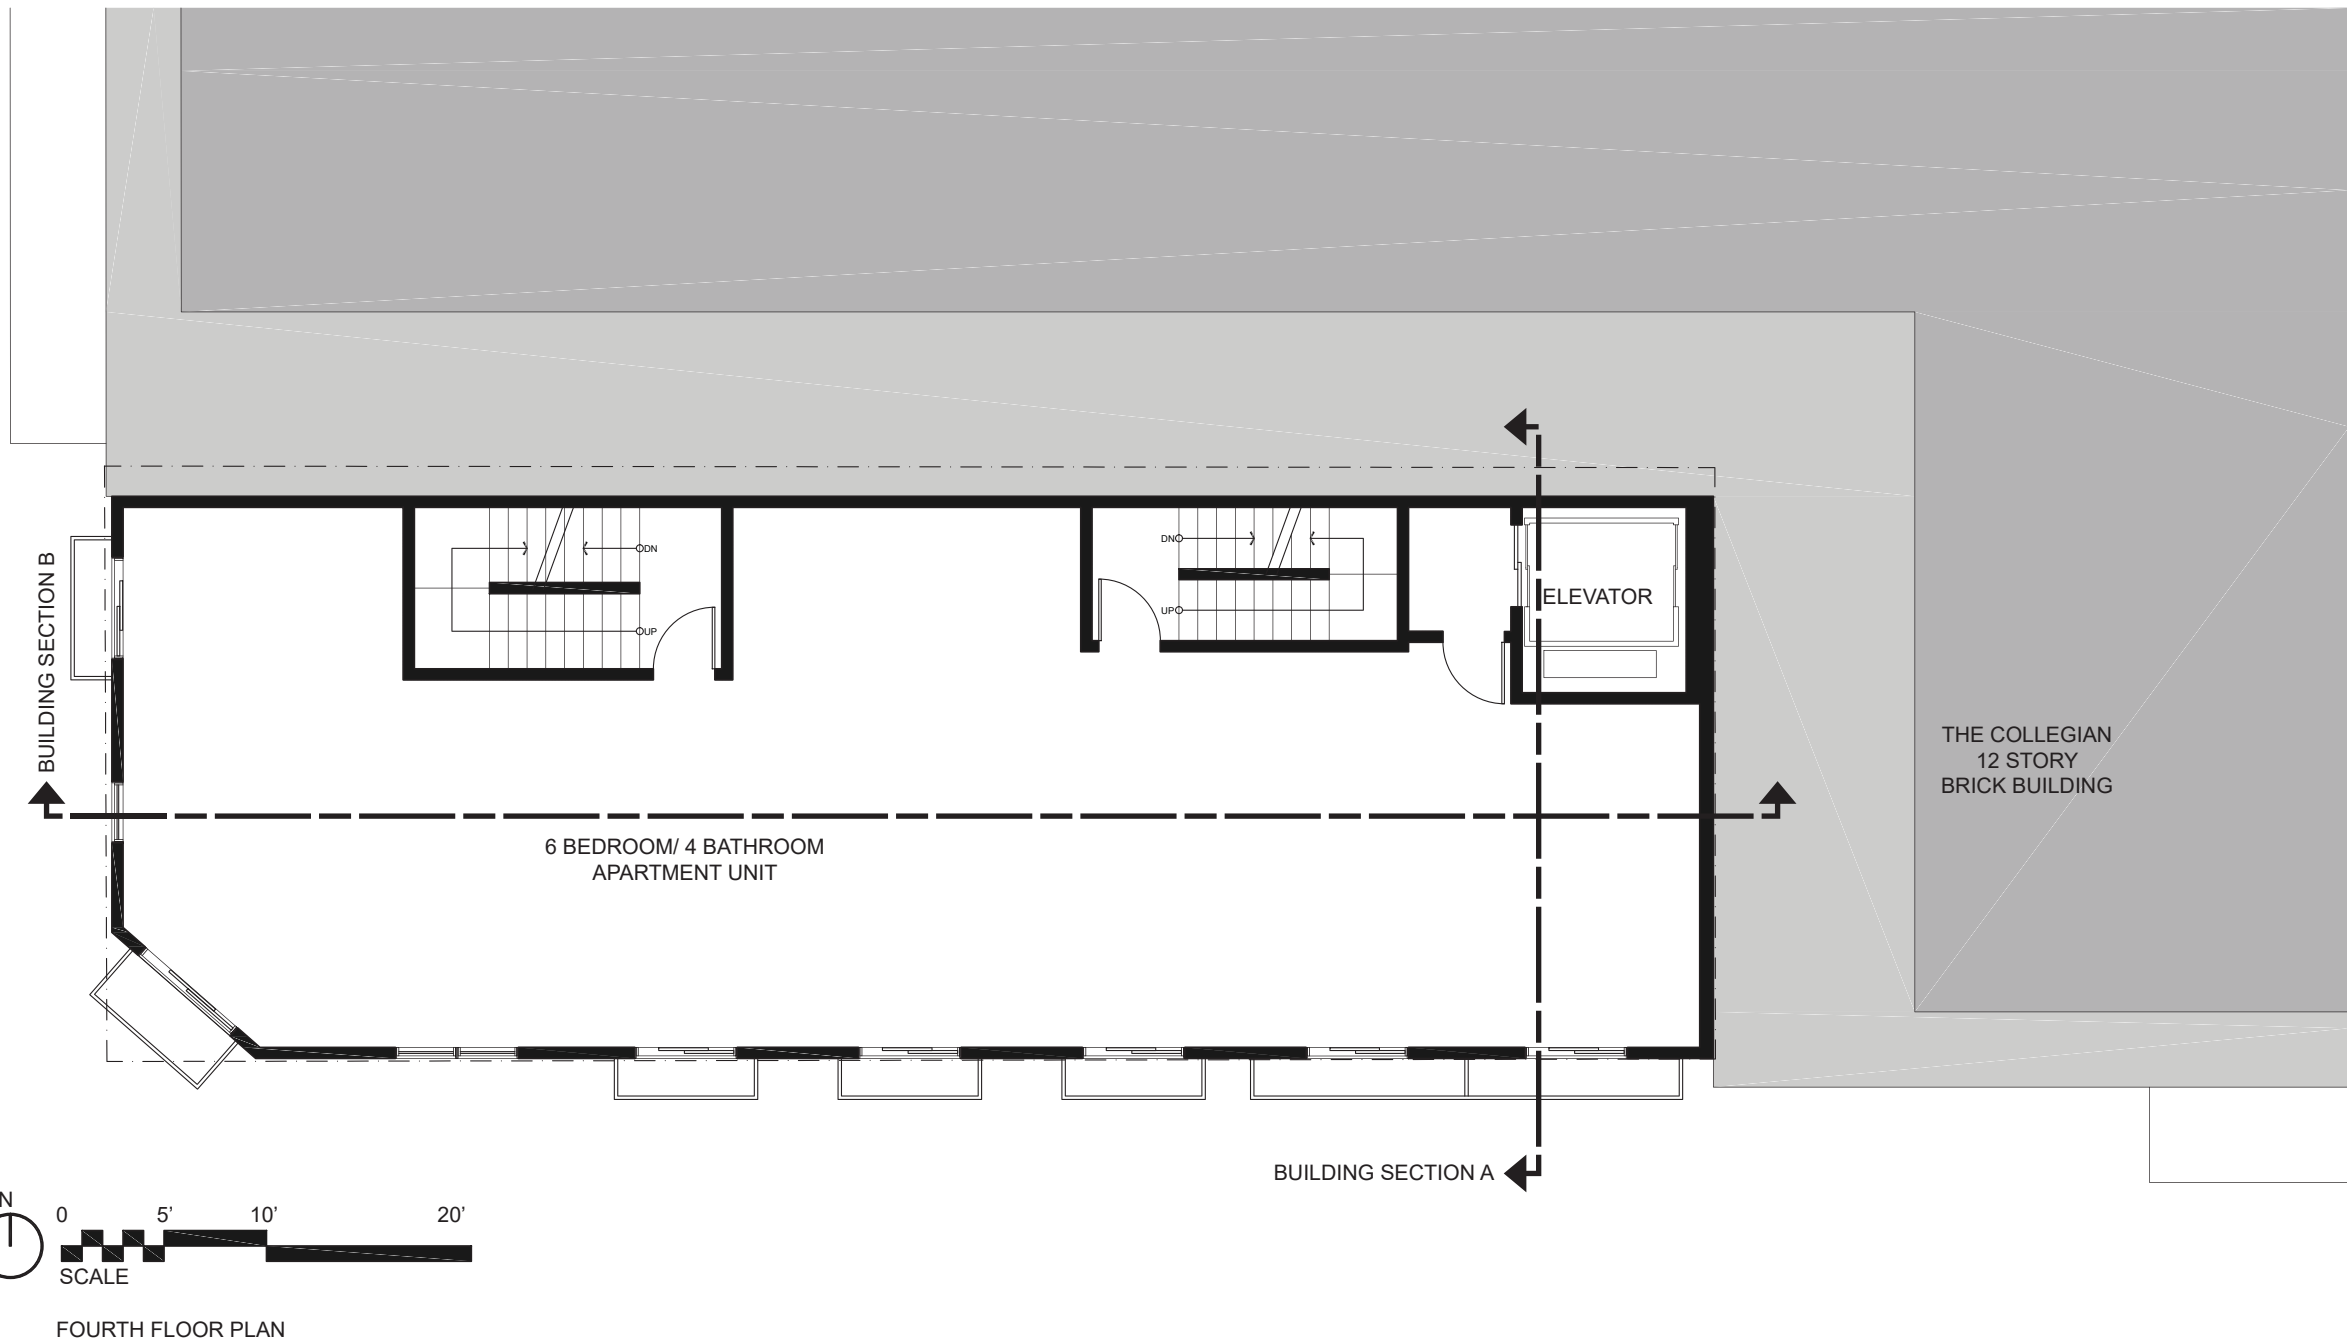 DN
UP
DN
UP
ELEVATOR
BUILDING SECTION B
THE COLLEGIAN
12 STORY
BRICK BUILDING
6 BEDROOM/ 4 BATHROOM
APARTMENT UNIT
BUILDING SECTION A
N
0 5’ 10’ 20’
SCALE
FOURTH FLOOR PLAN